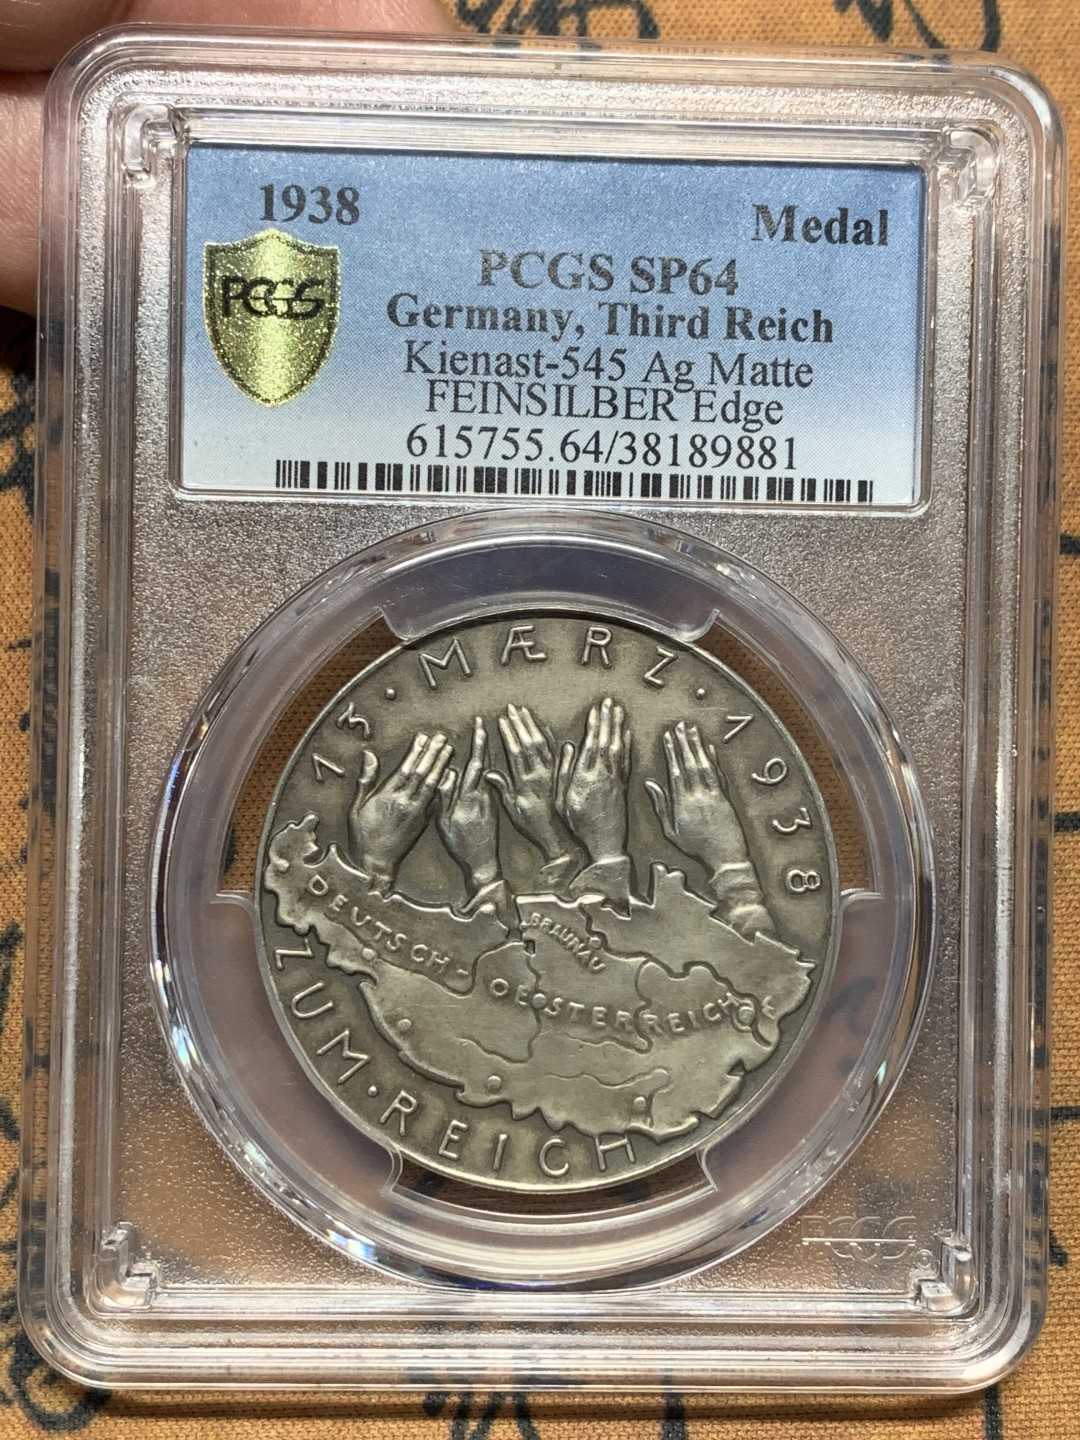 1938
Medal
PCGS
PCGS SP64
Germany, Third Reich
Kienast-545 Ag Matte
FEINSILBER Edge
615755.64/38189881
13 · MÆRZ · 1938
DEUTSCH-
OESTERREICH
BRAUNAU
ZUM · REICH
PCGS